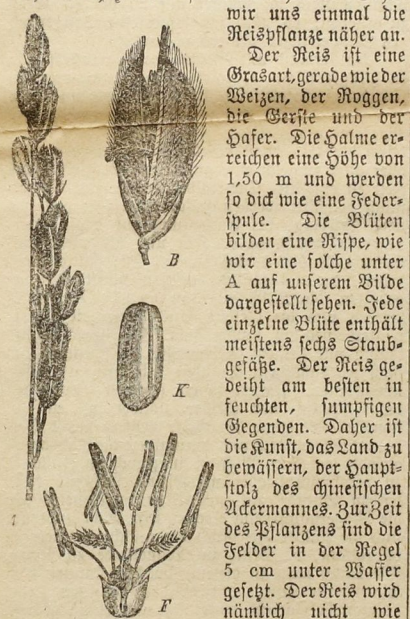 wir uns einmal die
Reispflanze näher an.
Der Reis ist eine
Grasart, gerade wie der
Weizen, der Roggen,
die Gerste und der
Hafer. Die Halme er-
reichen eine Höhe von
1,50 m und werden
so dick wie eine Feder-
spule. Die Blüten
bilden eine Rispe, wie
wir eine solche unter
A auf unserem Bilde
dargestellt sehen. Jede
einzelne Blüte enthält
meistens sechs Staub-
gefäße. Der Reis ge-
deiht am besten in
feuchten, sumpfigen
Gegenden. Daher ist
die Kunst, das Land zu
bewässern, der Haupt-
stolz des chinesischen
Ackermannes. Zur Zeit
des Pflanzens sind die
Felder in der Regel
5 cm unter Wasser
gesetzt. Der Reis wird
nämlich nicht wie
B
K
F